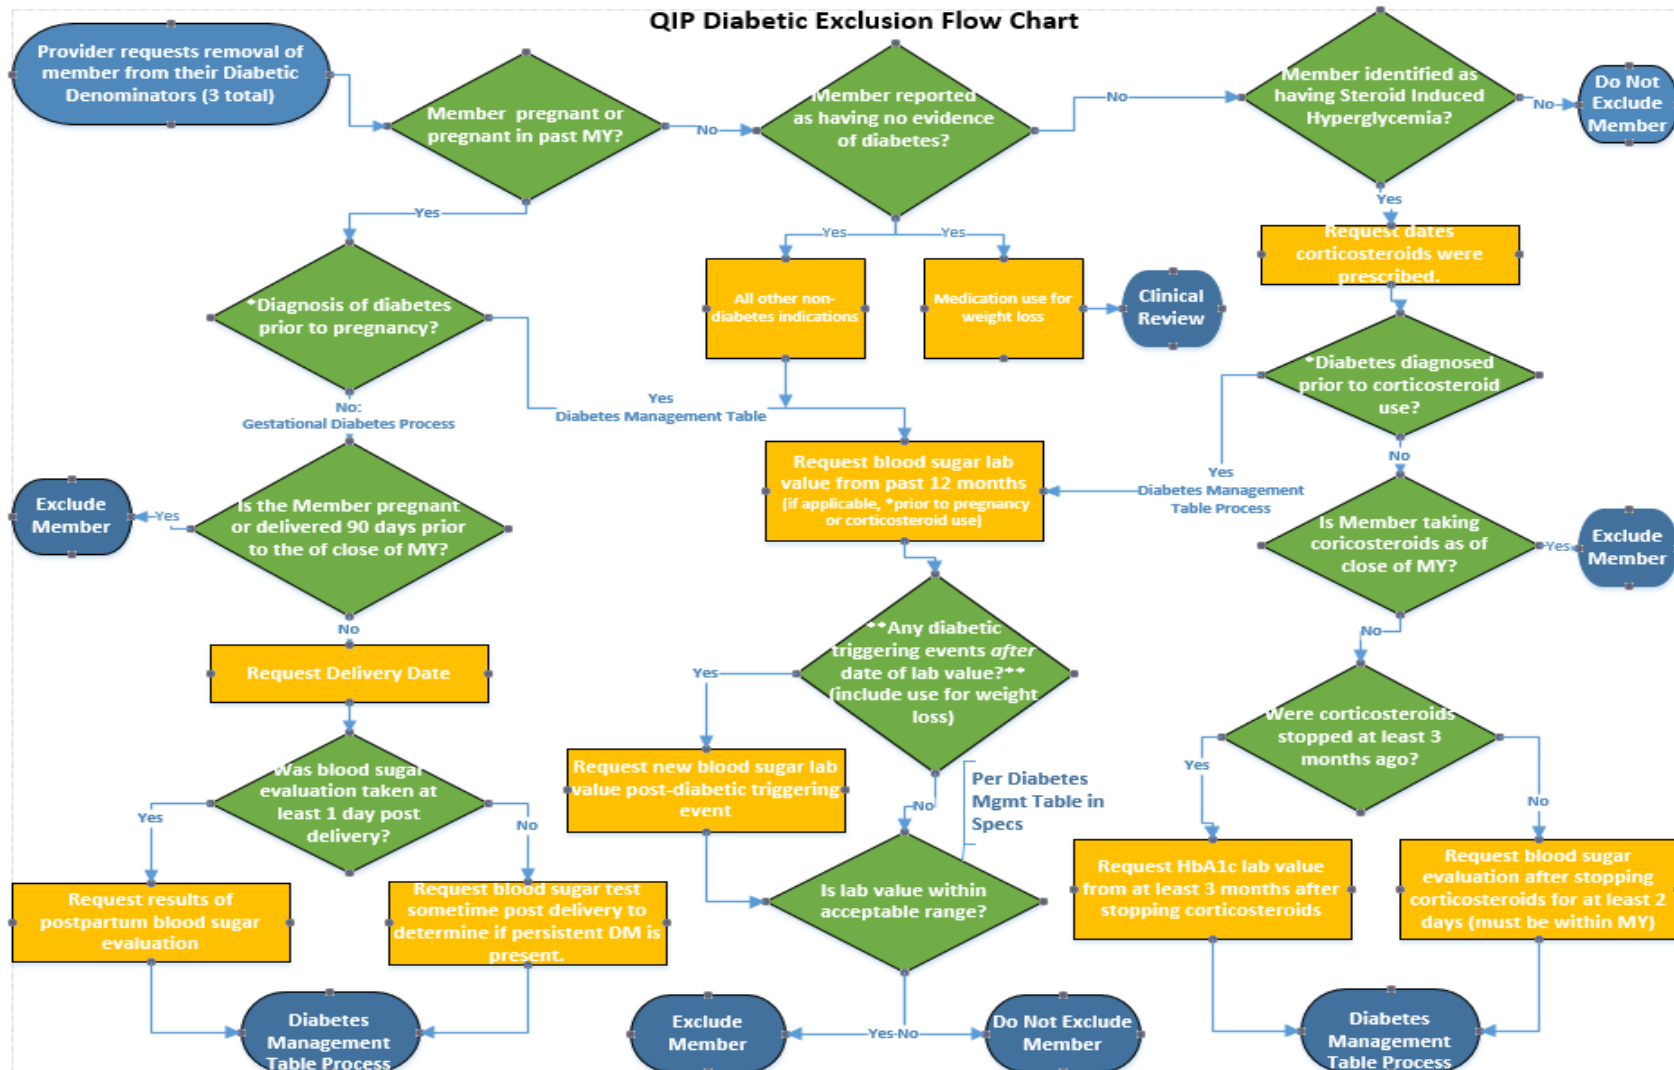 QIP Diabetic Exclusion Flow Chart
Provider requests removal of
member from their Diabetic
Denominators (3 total)
Member pregnant or
pregnant in past MY?
No
Member reported
as having no evidence
of diabetes?
No
Member identified as
having Steroid Induced
Hyperglycemia?
No
Do Not
Exclude
Member
Yes
Yes
Yes
Yes
Request dates
corticosteroids were
prescribed.
*Diagnosis of diabetes
prior to pregnancy?
All other non-
diabetes indications
Medication use for
weight loss
Clinical
Review
*Diabetes diagnosed
prior to corticosteroid
use?
No:
Gestational Diabetes Process
Yes
Diabetes Management Table
Yes
Diabetes Management
Table Process
No
Exclude
Member
Yes
Is the Member pregnant
or delivered 90 days prior
to the of close of MY?
Request blood sugar lab
value from past 12 months
(if applicable, *prior to pregnancy
or corticosteroid use)
Is Member taking
coricosteroids as of
close of MY?
Yes
Exclude
Member
No
No
Request Delivery Date
**Any diabetic
triggering events after
date of lab value?**
(include use for weight
loss)
Yes
Were corticosteroids
stopped at least 3
months ago?
Was blood sugar
evaluation taken at
least 1 day post
delivery?
Yes
No
Request new blood sugar lab
value post-diabetic triggering
event
No
Per Diabetes
Mgmt Table in
Specs
Yes
No
Request results of
postpartum blood sugar
evaluation
Request blood sugar test
sometime post delivery to
determine if persistent DM is
present.
Is lab value within
acceptable range?
Request HbA1c lab value
from at least 3 months after
stopping corticosteroids
Request blood sugar
evaluation after stopping
corticosteroids for at least 2
days (must be within MY)
Diabetes
Management
Table Process
Exclude
Member
Yes
No
Do Not Exclude
Member
Diabetes
Management
Table Process